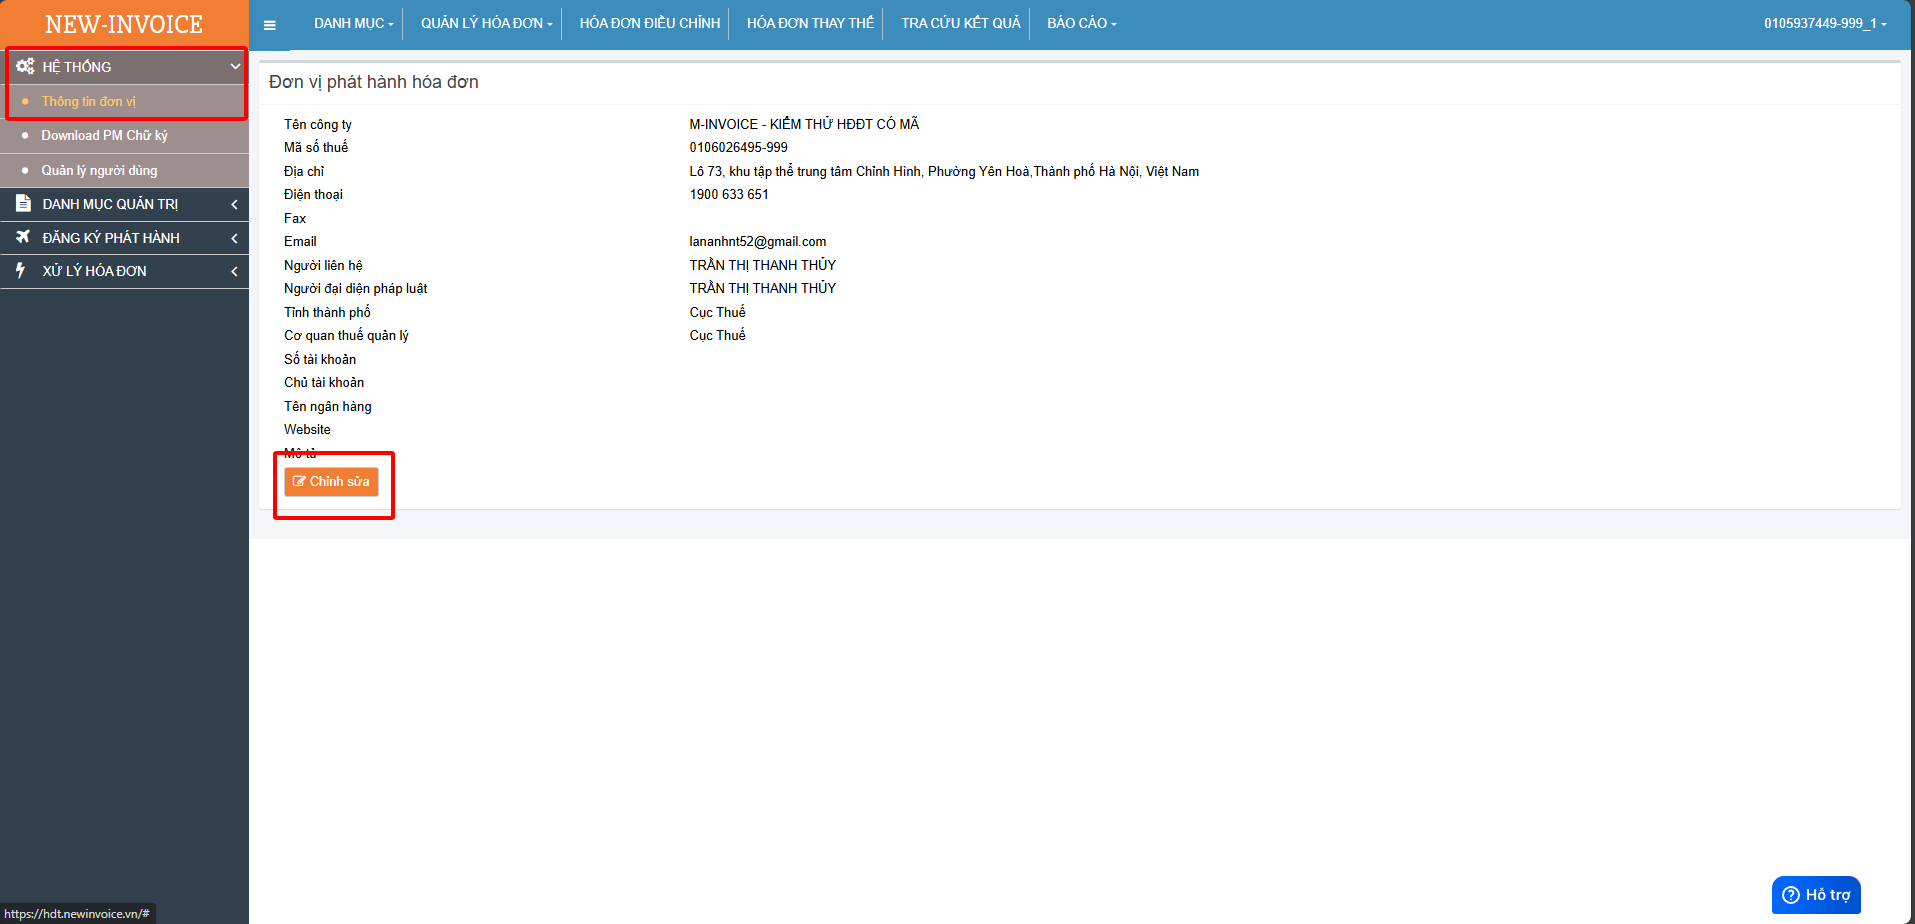 NEW-INVOICE
DANH MỤC
QUẢN LÝ HÓA ĐƠN
HÓA ĐƠN ĐIỀU CHỈNH
HÓA ĐƠN THAY THẾ
TRA CỨU KẾT QUẢ
BÁO CÁO
0105937449-999_1
HỆ THỐNG
Thông tin đơn vị
Download PM Chữ ký
Quản lý người dùng
DANH MỤC QUẢN TRỊ
ĐĂNG KÝ PHÁT HÀNH
XỬ LÝ HÓA ĐƠN
Đơn vị phát hành hóa đơn
Tên công ty M-INVOICE - KIỂM THỬ HĐĐT CÓ MÃ
Mã số thuế 0106026495-999
Địa chỉ Lô 73, khu tập thể trung tâm Chỉnh Hình, Phường Yên Hoà,Thành phố Hà Nội, Việt Nam
Điện thoại 1900 633 651
Fax
Email lananhnt52@gmail.com
Người liên hệ TRẦN THỊ THANH THỦY
Người đại diện pháp luật TRẦN THỊ THANH THỦY
Tỉnh thành phố Cục Thuế
Cơ quan thuế quản lý Cục Thuế
Số tài khoản
Chủ tài khoản
Tên ngân hàng
Website
Mô tả
Chỉnh sửa
Hỗ trợ
https://hdt.newinvoice.vn/#